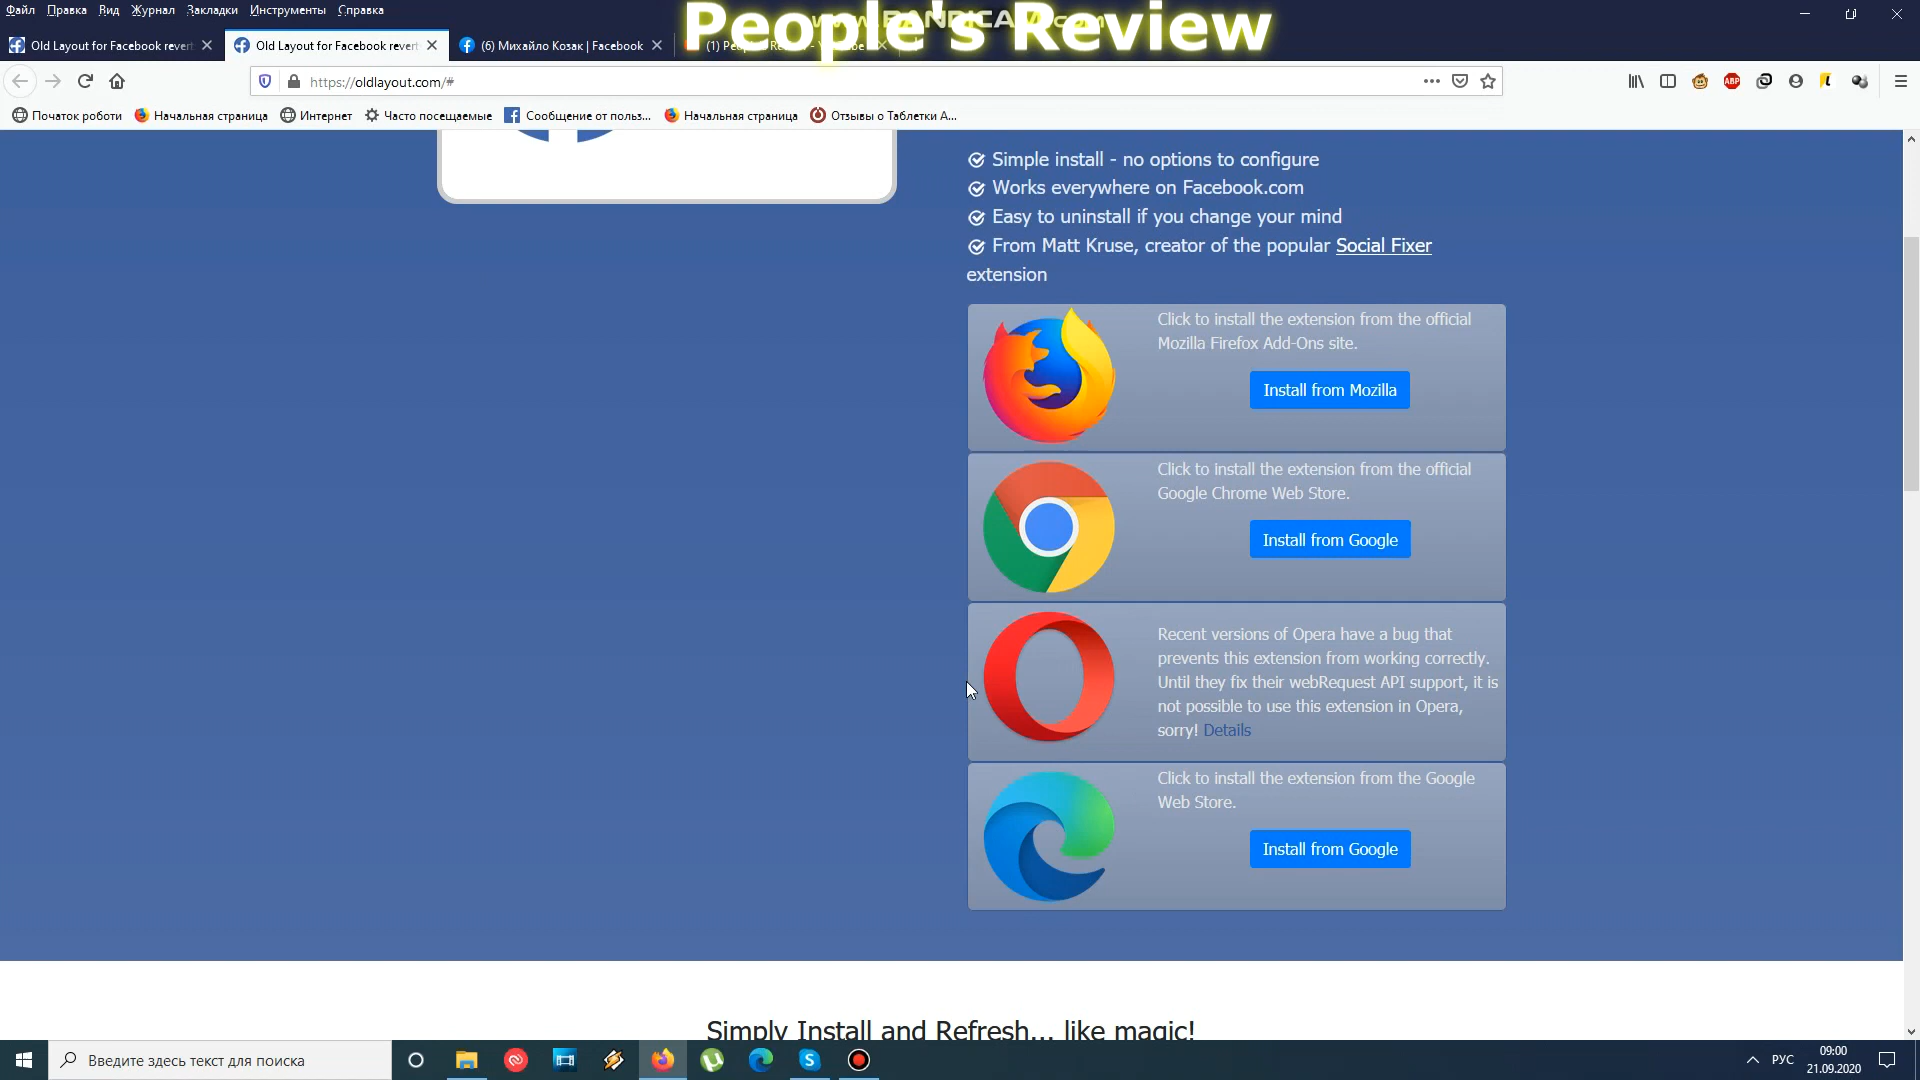 Файл Правка Вид Журнал Закладки Инструменты Справка
People's Review
Old Layout for Facebook revert
Old Layout for Facebook revert
(6) Михайло Козак | Facebook
https://oldlayout.com/#
Початок роботи
Начальная страница
Интернет
Часто посещаемые
Сообщение от польз...
Начальная страница
Отзывы о Таблетки А...
ABP
Simple install - no options to configure
Works everywhere on Facebook.com
Easy to uninstall if you change your mind
From Matt Kruse, creator of the popular Social Fixer
extension
Click to install the extension from the official
Mozilla Firefox Add-Ons site.
Install from Mozilla
Click to install the extension from the official
Google Chrome Web Store.
Install from Google
Recent versions of Opera have a bug that
prevents this extension from working correctly.
Until they fix their webRequest API support, it is
not possible to use this extension in Opera,
sorry! Details
Click to install the extension from the Google
Web Store.
Install from Google
Simply Install and Refresh... like magic!
Введите здесь текст для поиска
РУС
09:00
21.09.2020